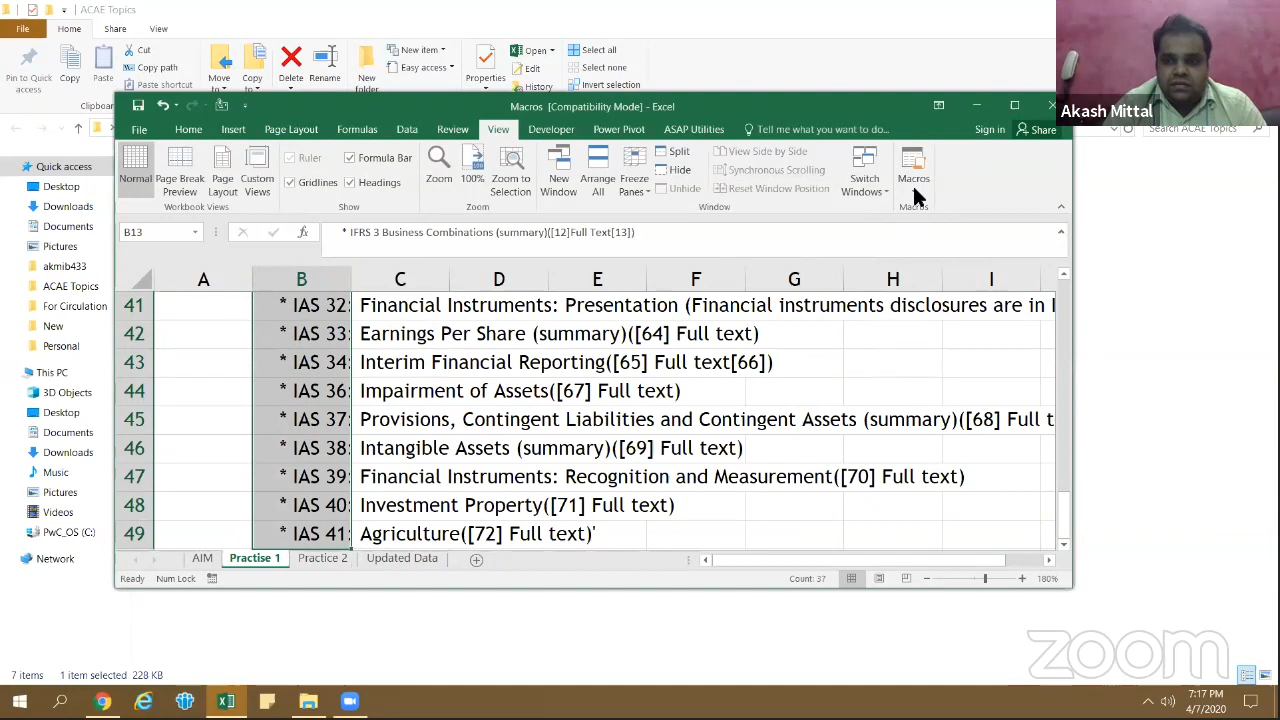 ACAE Topics
File Home Share View
Pin to Quick access
Copy
Paste
Cut
Copy path
Paste shortcut
Clipboard
Move
Copy
Delete
Rename
New
New item
Easy access
Properties
Open
Edit
History
Select all
Select none
Invert selection
Akash Mittal
Search ACAE Topics
Macros [Compatibility Mode] - Excel
File Home Insert Page Layout Formulas Data Review View Developer Power Pivot ASAP Utilities Tell me what you want to do... Sign in Share
Normal
Page Break Preview
Page Layout
Custom Views
Workbook Views
Ruler
Formula Bar
Gridlines
Headings
Show
Zoom
100%
Zoom to Selection
Zoom
New Window
Arrange All
Freeze Panes
Split
Hide
Unhide
View Side by Side
Synchronous Scrolling
Reset Window Position
Window
Switch Windows
Macros
Macros
B13
fx
* IFRS 3 Business Combinations (summary)([12]Full Text[13])
A B C D E F G H I
41 * IAS 32: Financial Instruments: Presentation (Financial instruments disclosures are in I
42 * IAS 33: Earnings Per Share (summary)([64] Full text)
43 * IAS 34: Interim Financial Reporting([65] Full text[66])
44 * IAS 36: Impairment of Assets([67] Full text)
45 * IAS 37: Provisions, Contingent Liabilities and Contingent Assets (summary)([68] Full t
46 * IAS 38: Intangible Assets (summary)([69] Full text)
47 * IAS 39: Financial Instruments: Recognition and Measurement([70] Full text)
48 * IAS 40: Investment Property([71] Full text)
49 * IAS 41: Agriculture([72] Full text)'
AIM Practise 1 Practice 2 Updated Data
Ready Num Lock Count: 37 180%
Quick access
Desktop
Downloads
Documents
Pictures
akmib433
ACAE Topics
For Circulation
New
Personal
This PC
3D Objects
Desktop
Documents
Downloads
Music
Pictures
Videos
PwC_OS (C:)
Network
7 items 1 item selected 228 KB
zoom
7:17 PM
4/7/2020